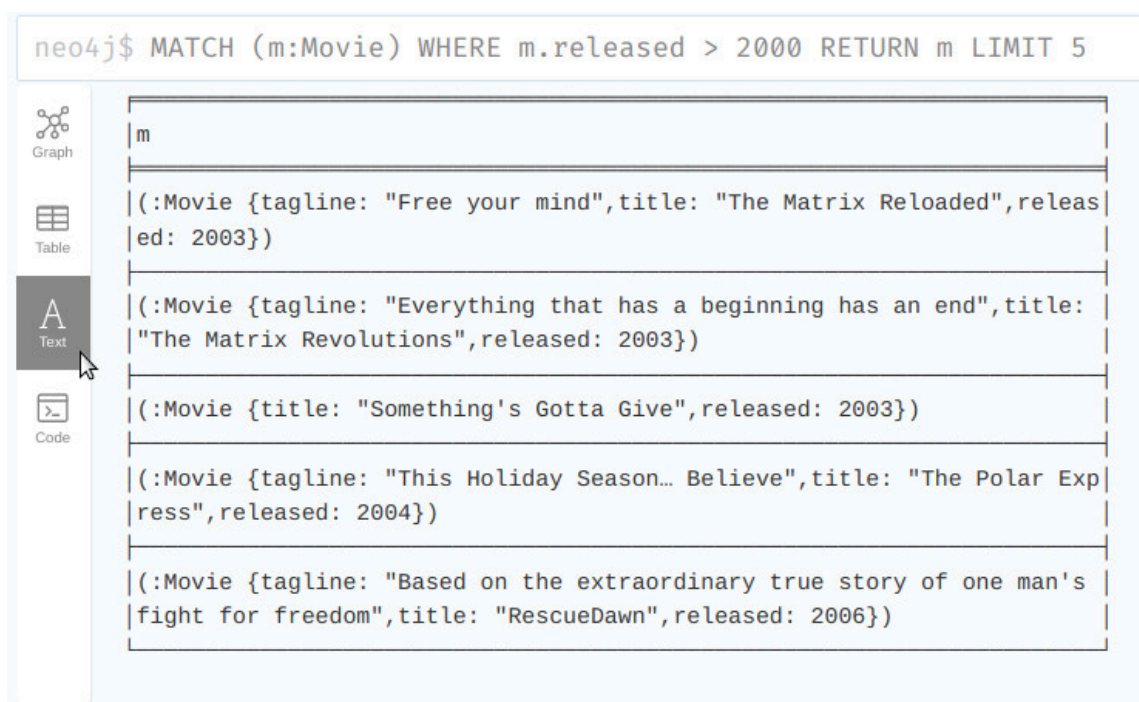 neo4j$ MATCH (m:Movie) WHERE m.released > 2000 RETURN m LIMIT 5
Graph
Table
Text
Code
m
(:Movie {tagline: "Free your mind",title: "The Matrix Reloaded",releas
ed: 2003})
(:Movie {tagline: "Everything that has a beginning has an end",title:
"The Matrix Revolutions",released: 2003})
(:Movie {title: "Something's Gotta Give",released: 2003})
(:Movie {tagline: "This Holiday Season… Believe",title: "The Polar Exp
ress",released: 2004})
(:Movie {tagline: "Based on the extraordinary true story of one man's
fight for freedom",title: "RescueDawn",released: 2006})